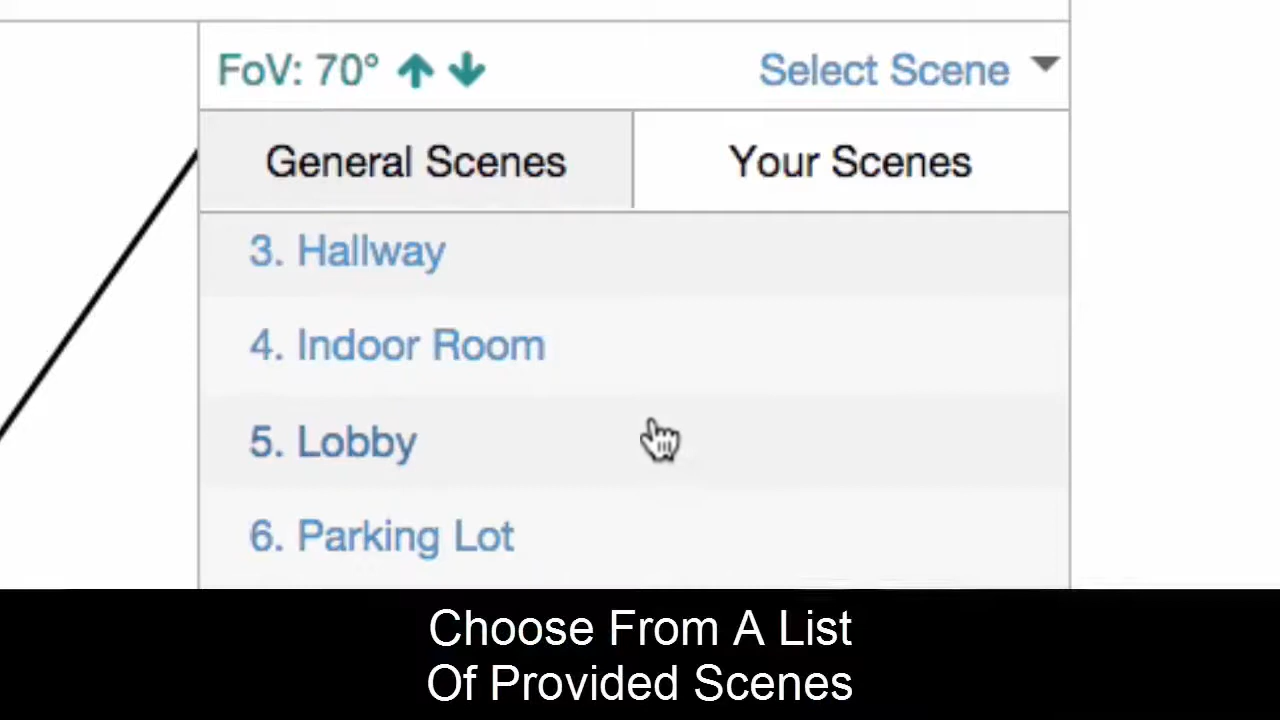 FoV: 70° Select Scene
General Scenes Your Scenes
3. Hallway
4. Indoor Room
5. Lobby
6. Parking Lot
Choose From A List
Of Provided Scenes